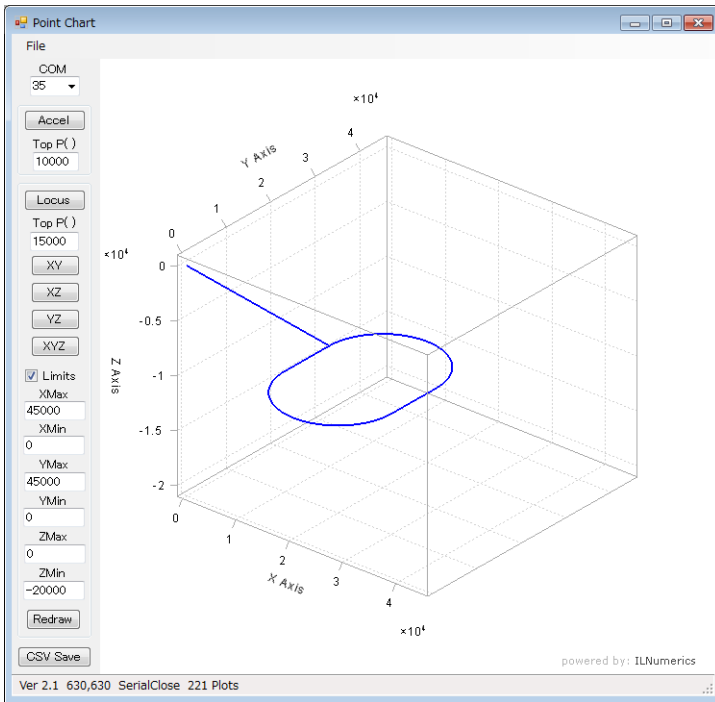 Point Chart
File
COM
35
Accel
Top P( )
10000
Locus
Top P( )
15000
XY
XZ
YZ
XYZ
Limits
XMax
45000
XMin
0
YMax
45000
YMin
0
ZMax
0
ZMin
-20000
Redraw
CSV Save
×10⁴
Y Axis
0
1
2
3
4
×10⁴
Z Axis
0
-0.5
-1
-1.5
-2
X Axis
0
1
2
3
4
×10⁴
powered by: ILNumerics
Ver 2.1 630,630 SerialClose 221 Plots